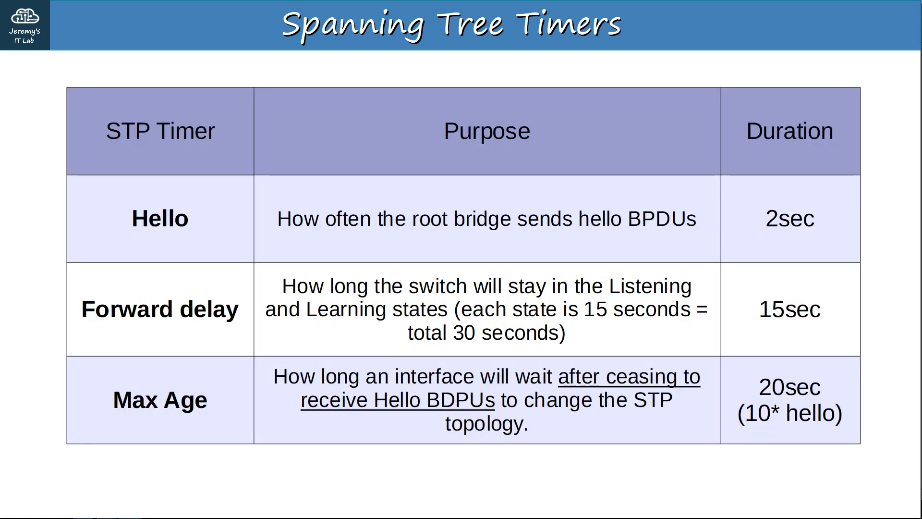 Jeremy's
IT Lab
Spanning Tree Timers
STP Timer
Purpose
Duration
Hello
How often the root bridge sends hello BPDUs
2sec
Forward delay
How long the switch will stay in the Listening
and Learning states (each state is 15 seconds =
total 30 seconds)
15sec
Max Age
How long an interface will wait after ceasing to
receive Hello BDPUs to change the STP
topology.
20sec
(10* hello)